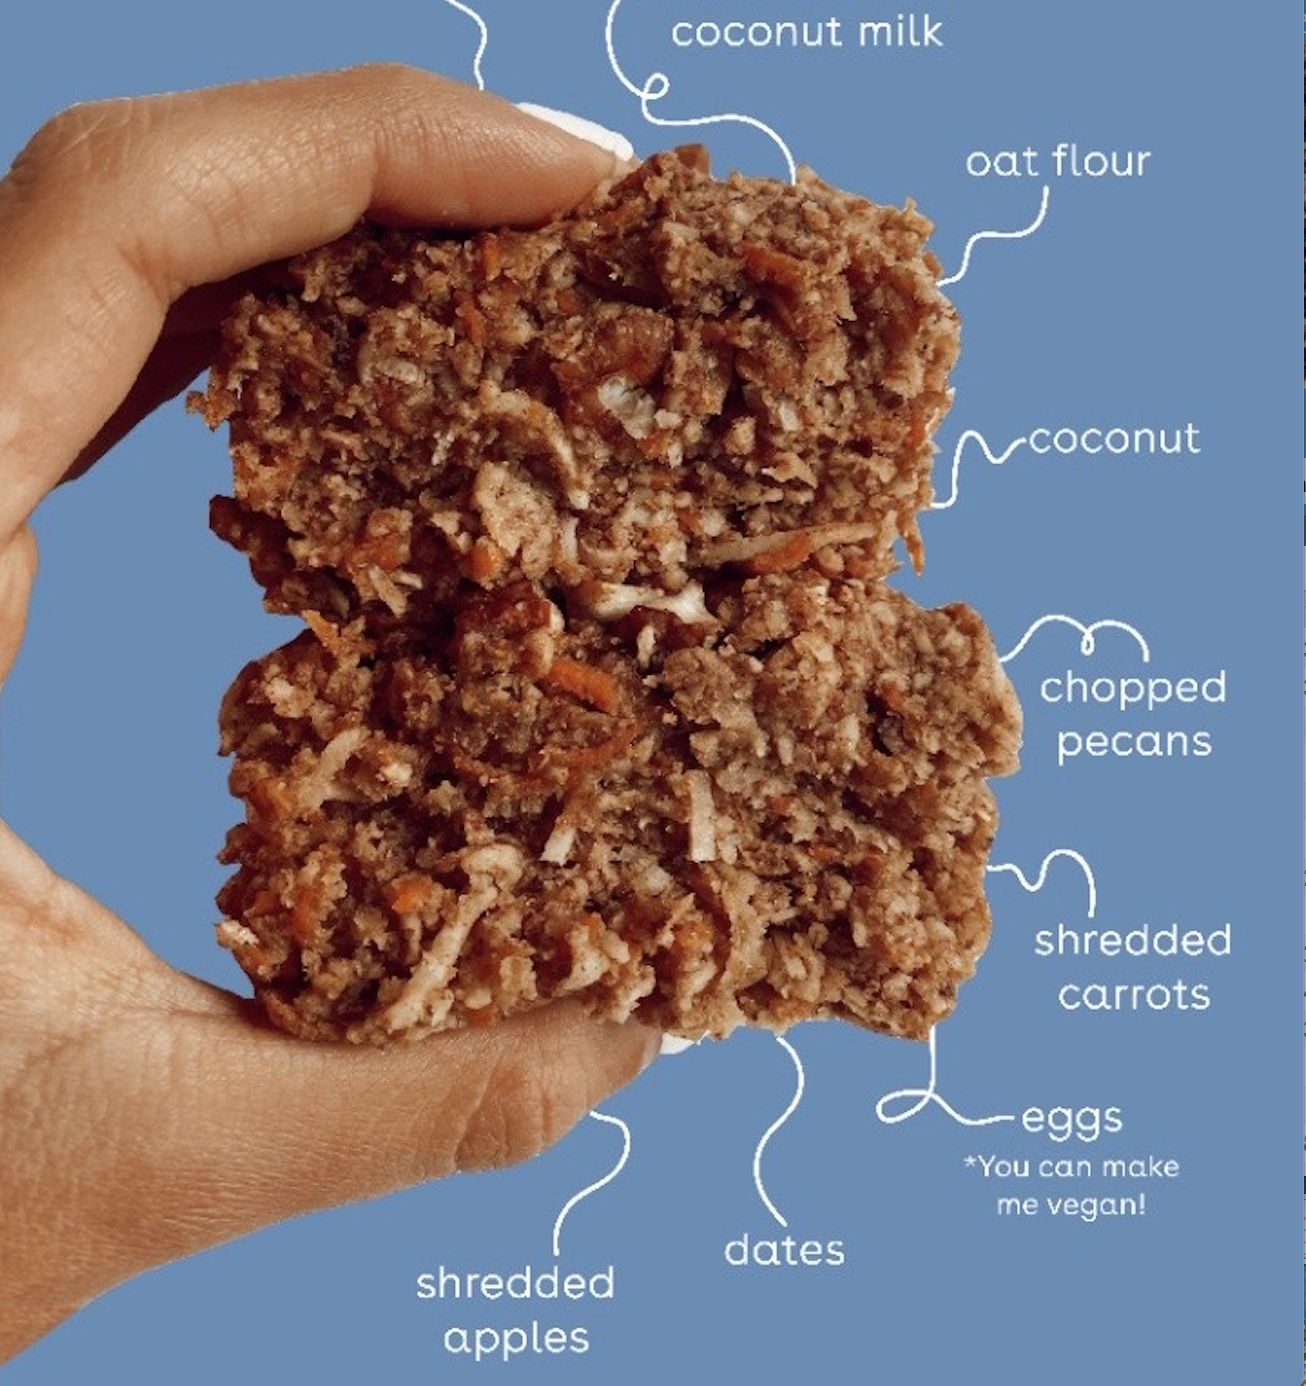 coconut milk
oat flour
coconut
chopped
pecans
shredded
carrots
eggs
*You can make
me vegan!
dates
shredded
apples